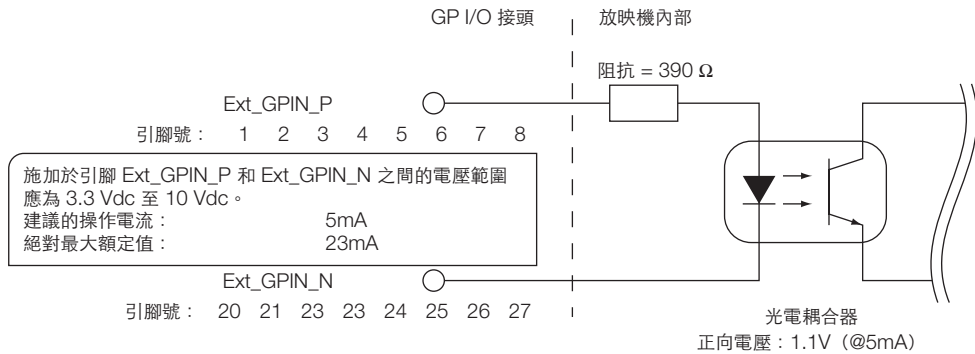 GP I/O 接頭
放映機內部
阻抗 = 390 Ω
Ext_GPIN_P
引腳號： 1 2 3 4 5 6 7 8
施加於引腳 Ext_GPIN_P 和 Ext_GPIN_N 之間的電壓範圍
應為 3.3 Vdc 至 10 Vdc。
建議的操作電流： 5mA
絕對最大額定值： 23mA
Ext_GPIN_N
引腳號： 20 21 23 23 24 25 26 27
光電耦合器
正向電壓：1.1V（@5mA）